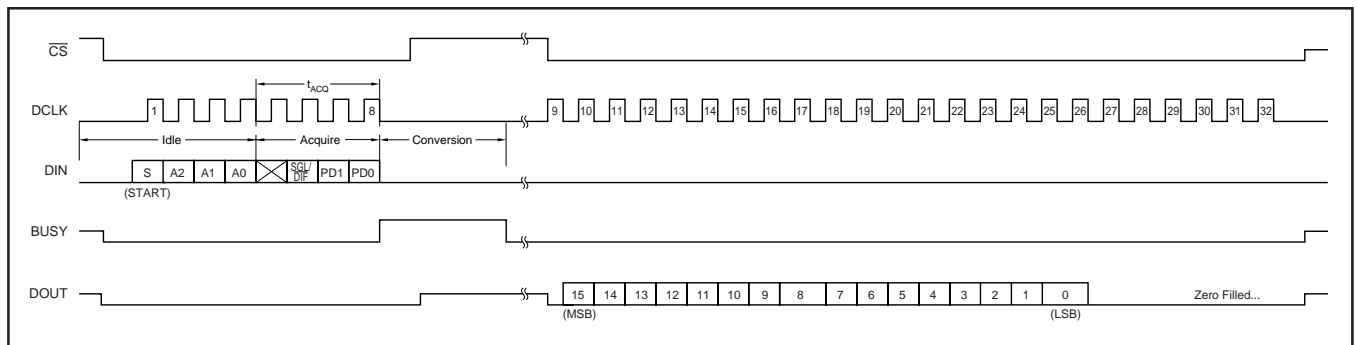 CS
tACQ
DCLK 1 8 9 10 11 12 13 14 15 16 17 18 19 20 21 22 23 24 25 26 27 28 29 30 31 32
Idle Acquire Conversion
DIN S A2 A1 A0 SGL/DIF PD1 PD0
(START)
BUSY
DOUT 15 14 13 12 11 10 9 8 7 6 5 4 3 2 1 0 Zero Filled...
(MSB) (LSB)